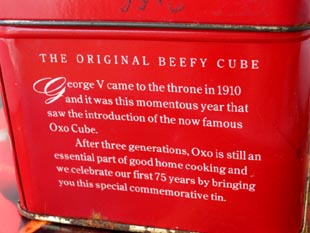 THE ORIGINAL BEEFY CUBE
George V came to the throne in 1910
and it was this momentous year that
saw the introduction of the now famous
Oxo Cube.
After three generations, Oxo is still an
essential part of good home cooking and
we celebrate our first 75 years by bringing
you this special commemorative tin.